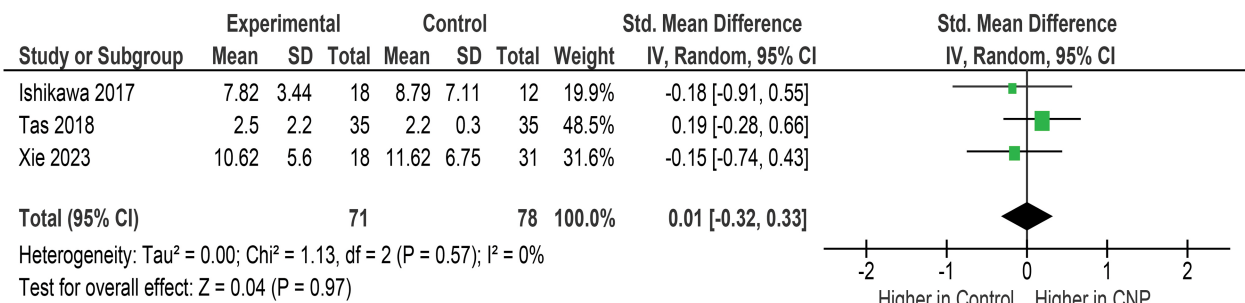 Experimental Control Std. Mean Difference Std. Mean Difference
Study or Subgroup Mean SD Total Mean SD Total Weight IV, Random, 95% CI IV, Random, 95% CI
Ishikawa 2017 7.82 3.44 18 8.79 7.11 12 19.9% -0.18 [-0.91, 0.55]
Tas 2018 2.5 2.2 35 2.2 0.3 35 48.5% 0.19 [-0.28, 0.66]
Xie 2023 10.62 5.6 18 11.62 6.75 31 31.6% -0.15 [-0.74, 0.43]
Total (95% CI) 71 78 100.0% 0.01 [-0.32, 0.33]
Heterogeneity: Tau² = 0.00; Chi² = 1.13, df = 2 (P = 0.57); I² = 0%
Test for overall effect: Z = 0.04 (P = 0.97)
-2 -1 0 1 2
Higher in Control Higher in CNP